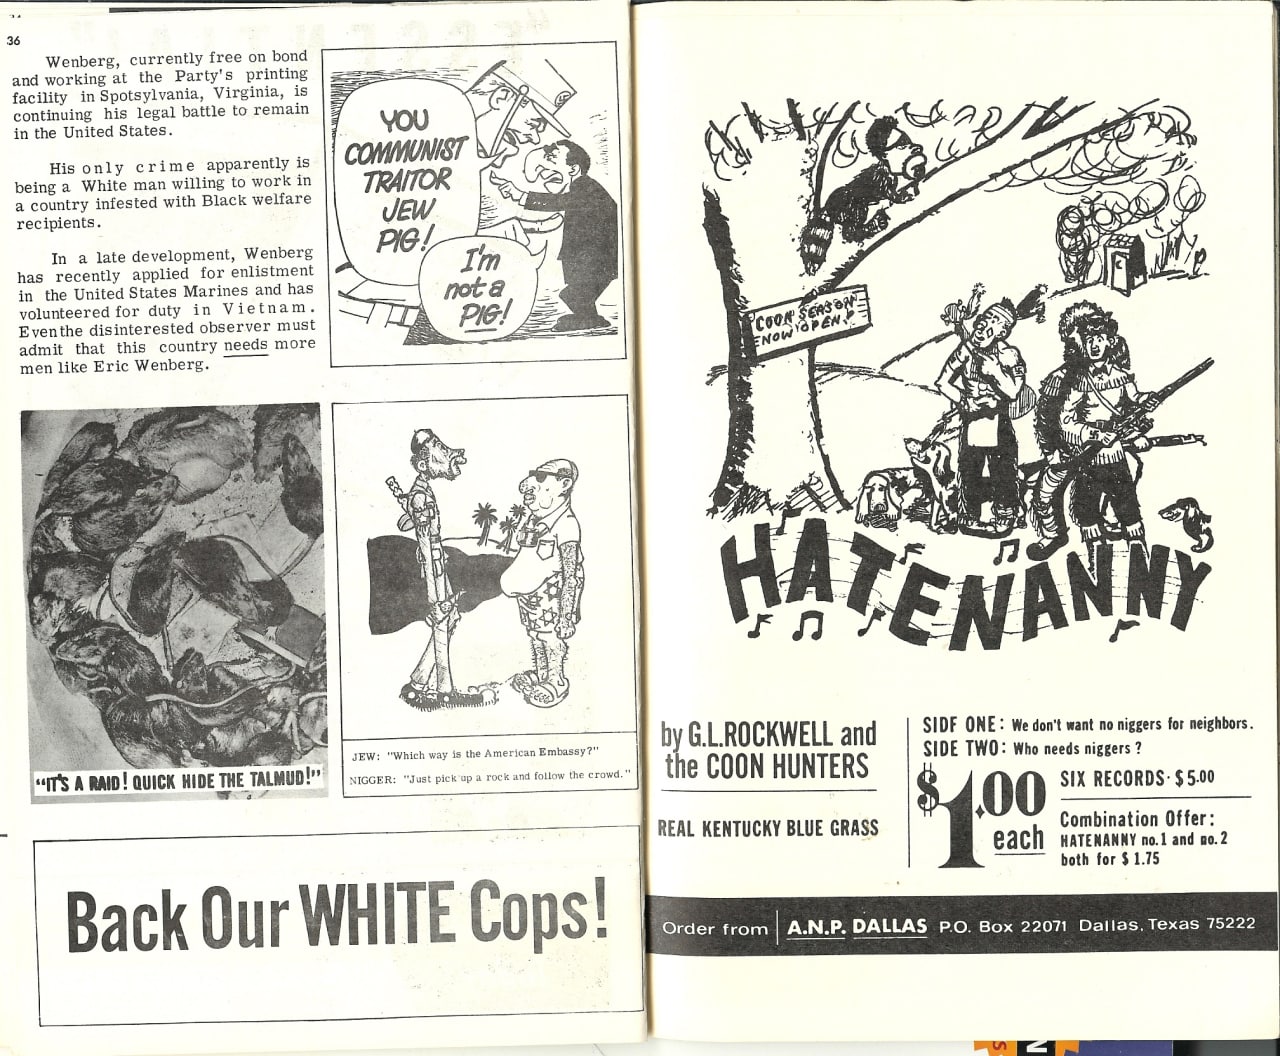 36
Wenberg, currently free on bond
and working at the Party's printing
facility in Spotsylvania, Virginia, is
continuing his legal battle to remain
in the United States.
His only crime apparently is
being a White man willing to work in
a country infested with Black welfare
recipients.
In a late development, Wenberg
has recently applied for enlistment
in the United States Marines and has
volunteered for duty in Vietnam.
Even the disinterested observer must
admit that this country needs more
men like Eric Wenberg.
YOU
COMMUNIST
TRAITOR
JEW
PIG!
I'm
not a
PIG!
"IT'S A RAID! QUICK HIDE THE TALMUD!"
JEW: "Which way is the American Embassy?"
NIGGER: "Just pick up a rock and follow the crowd."
Back Our WHITE Cops!
COON SEASON
NOW OPEN!
HATENANNY
by G.L. ROCKWELL and
the COON HUNTERS
REAL KENTUCKY BLUE GRASS
SIDE ONE: We don't want no niggers for neighbors.
SIDE TWO: Who needs niggers?
$1.00
each
SIX RECORDS · $5.00
Combination Offer:
HATENANNY no.1 and no.2
both for $1.75
Order from A.N.P. DALLAS P.O. Box 22071 Dallas, Texas 75222